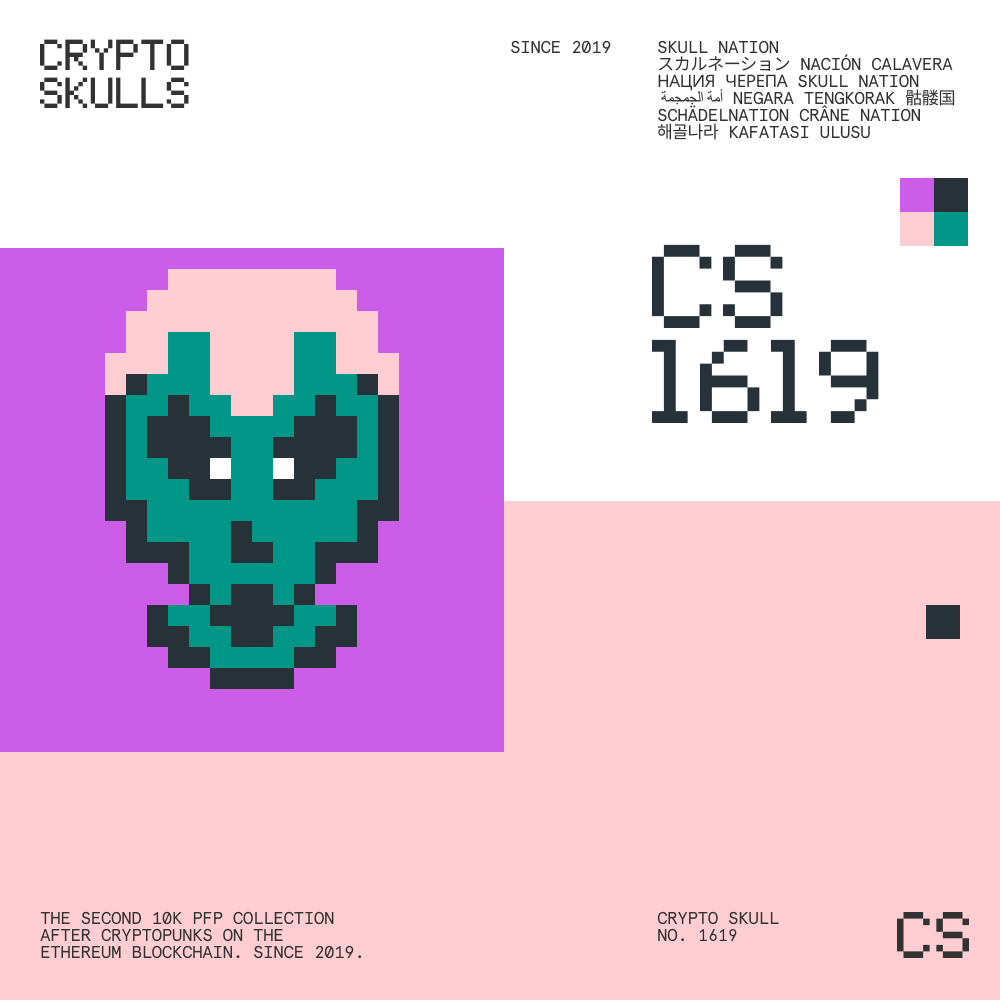 CRYPTO
SKULLS
SINCE 2019
SKULL NATION
スカルネーション NACIÓN CALAVERA
НАЦИЯ ЧЕРЕПА SKULL NATION
أمة الجمجمة NEGARA TENGKORAK 骷髅国
SCHÄDELNATION CRÂNE NATION
해골나라 KAFATASI ULUSU
CS
1619
THE SECOND 10K PFP COLLECTION
AFTER CRYPTOPUNKS ON THE
ETHEREUM BLOCKCHAIN. SINCE 2019.
CRYPTO SKULL
NO. 1619
CS